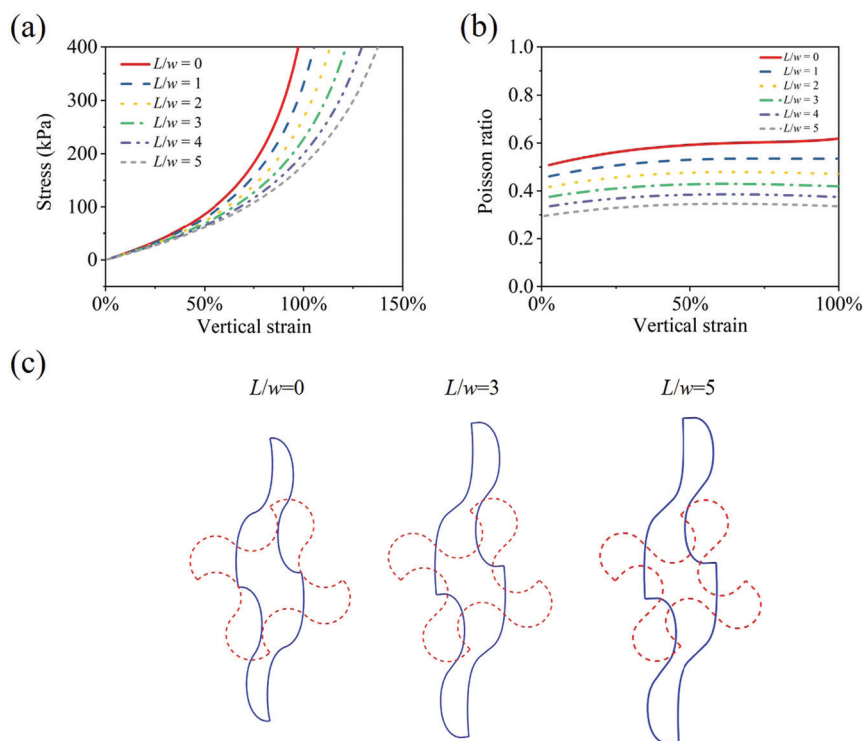 (a)
400
300
200
100
0
Stress (kPa)
L/w = 0
L/w = 1
L/w = 2
L/w = 3
L/w = 4
L/w = 5
0%
50%
100%
150%
Vertical strain
(b)
1.0
0.8
0.6
0.4
0.2
0.0
Poisson ratio
L/w = 0
L/w = 1
L/w = 2
L/w = 3
L/w = 4
L/w = 5
0%
50%
100%
Vertical strain
(c)
L/w=0
L/w=3
L/w=5